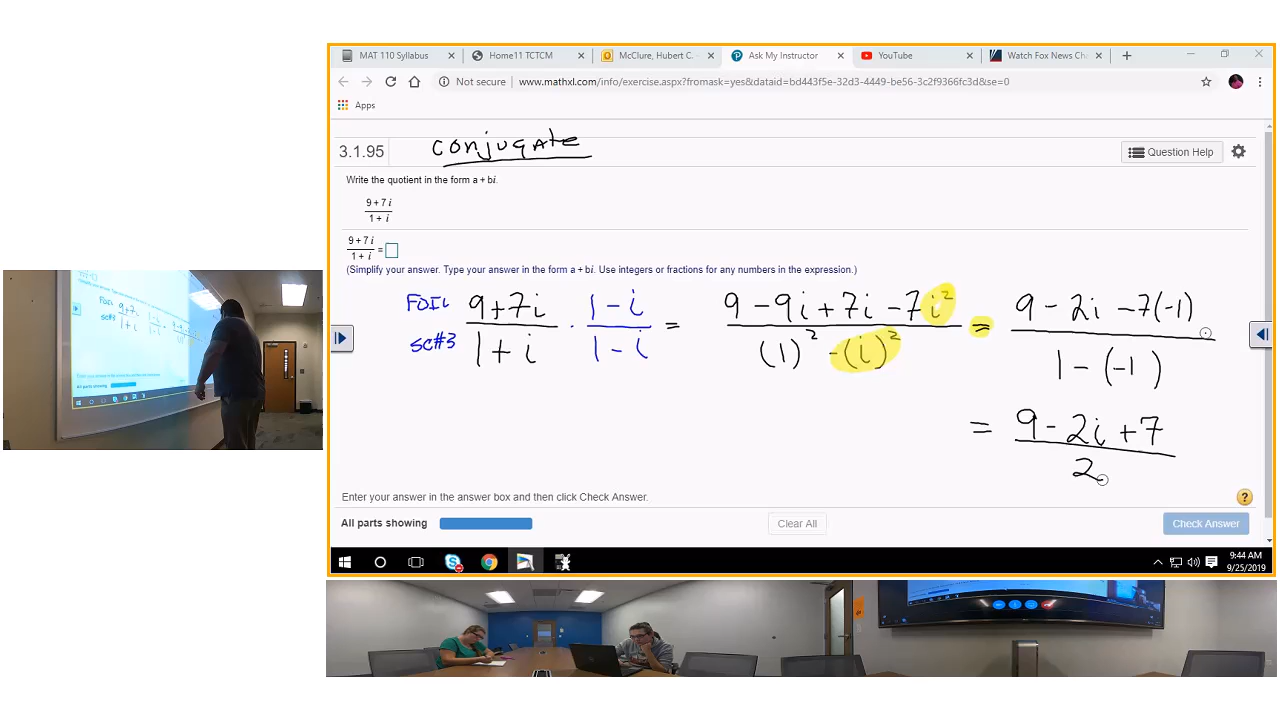 MAT 110 Syllabus
Home11 TCTCM
McClure, Hubert C. -
Ask My Instructor
YouTube
Watch Fox News Cha
Not secure www.mathxl.com/info/exercise.aspx?fromask=yes&dataid=bd443f5e-32d3-4449-be56-3c2f9366fc3d&se=0
Apps
3.1.95
conjugate
Question Help
Write the quotient in the form a + bi.
9 + 7i
1 + i
9 + 7i
1 + i
=
(Simplify your answer. Type your answer in the form a + bi. Use integers or fractions for any numbers in the expression.)
FOIL 9+7i · 1-i = 9 - 9i + 7i - 7i² = 9 - 2i - 7(-1)
SC#3 1+i 1-i (1)² - (i)² 1 - (-1)
= 9 - 2i + 7
2
Enter your answer in the answer box and then click Check Answer.
?
All parts showing
Clear All
Check Answer
9:44 AM
9/25/2019